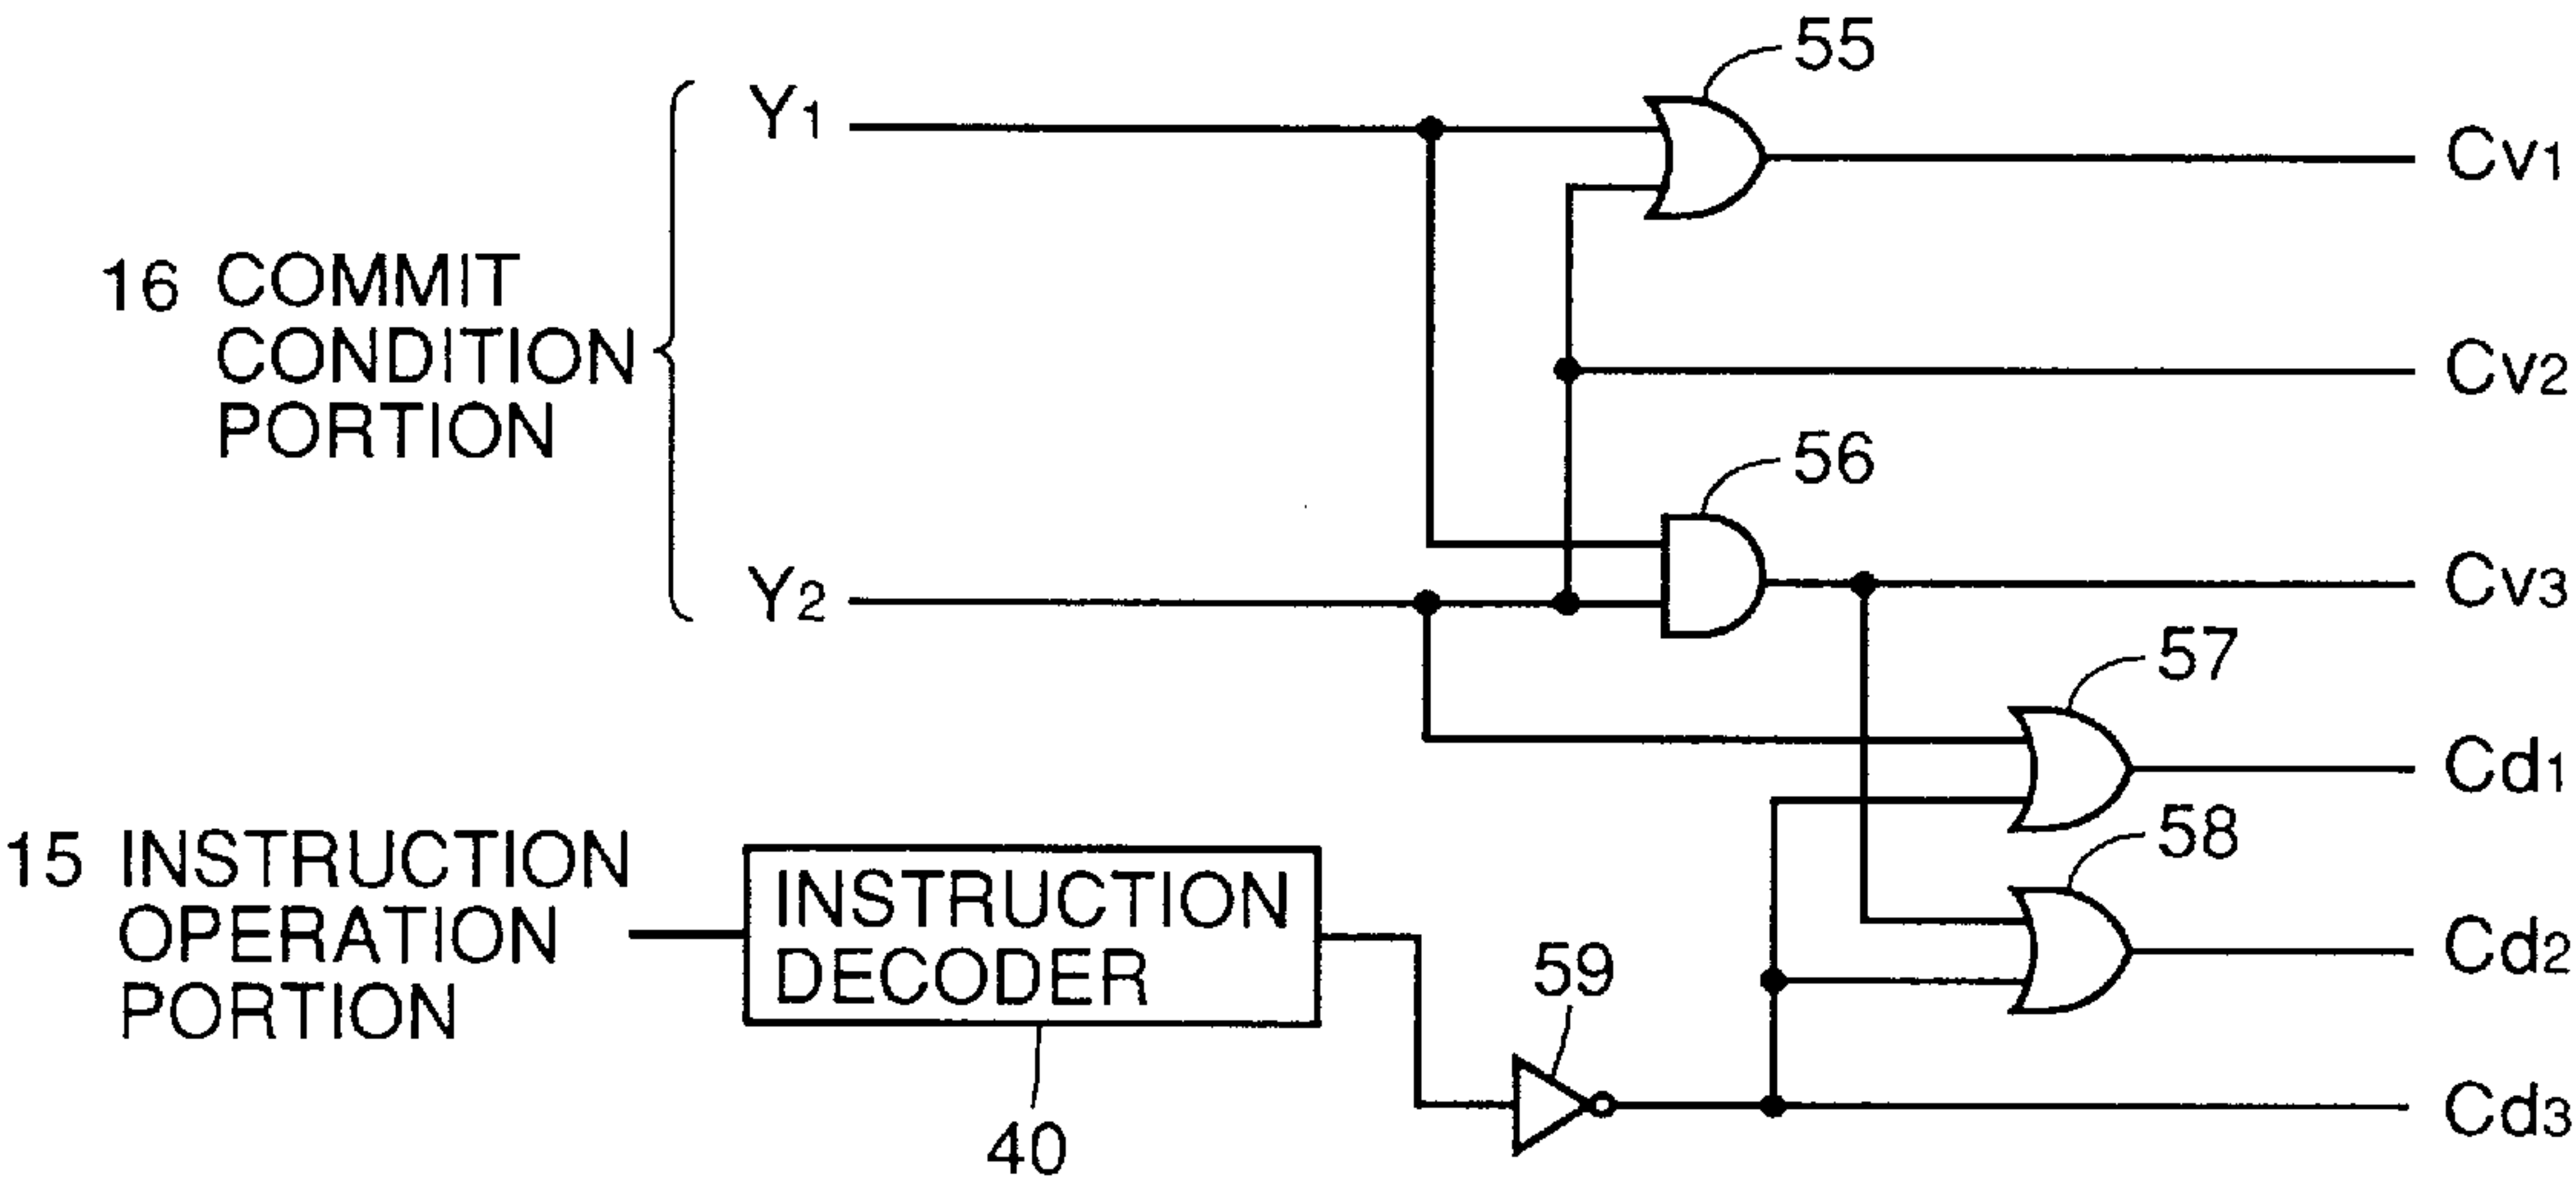 55
Y1
Cv1
16 COMMIT
CONDITION
PORTION
Cv2
56
Y2
Cv3
57
Cd1
15 INSTRUCTION
OPERATION
PORTION
INSTRUCTION
DECODER
40
58
Cd2
59
Cd3